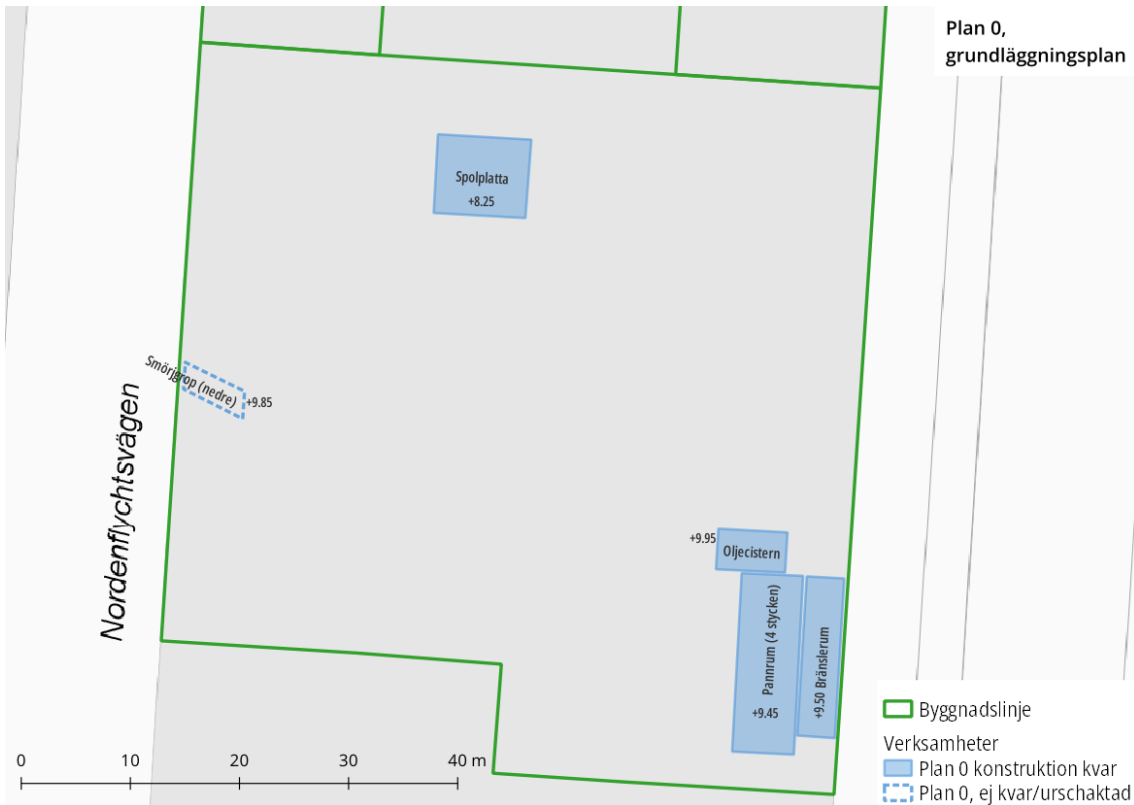 Plan 0,
grundläggningsplan
Spolplatta
+8.25
Smörjgrop (nedre)
+9.85
Nordenflychtsvägen
+9.95
Oljecistern
Pannrum (4 stycken)
+9.45
+9.50 Bränslerum
0 10 20 30 40 m
Byggnadslinje
Verksamheter
Plan 0 konstruktion kvar
Plan 0, ej kvar/urschaktad